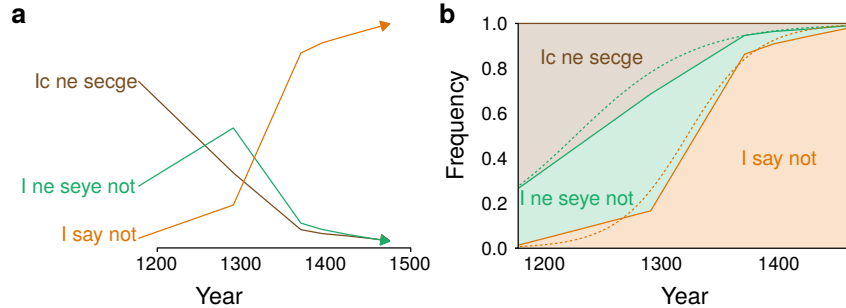 a
Ic ne secge
I ne seye not
I say not
1200 1300 1400 1500
Year
b
Frequency
1.0
0.8
0.6
0.4
0.2
0.0
Ic ne secge
I say not
I ne seye not
1200 1300 1400
Year